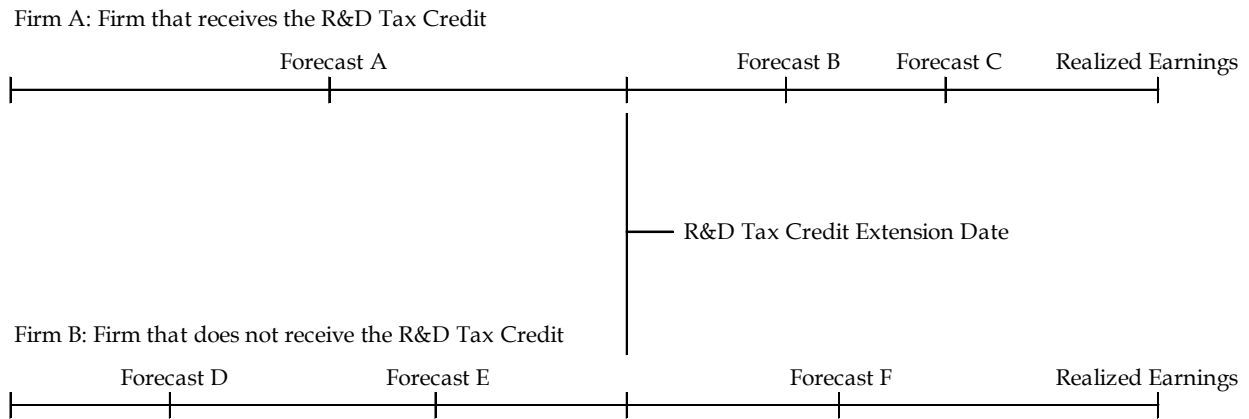 Firm A: Firm that receives the R&D Tax Credit
Forecast A Forecast B Forecast C Realized Earnings
R&D Tax Credit Extension Date
Firm B: Firm that does not receive the R&D Tax Credit
Forecast D Forecast E Forecast F Realized Earnings